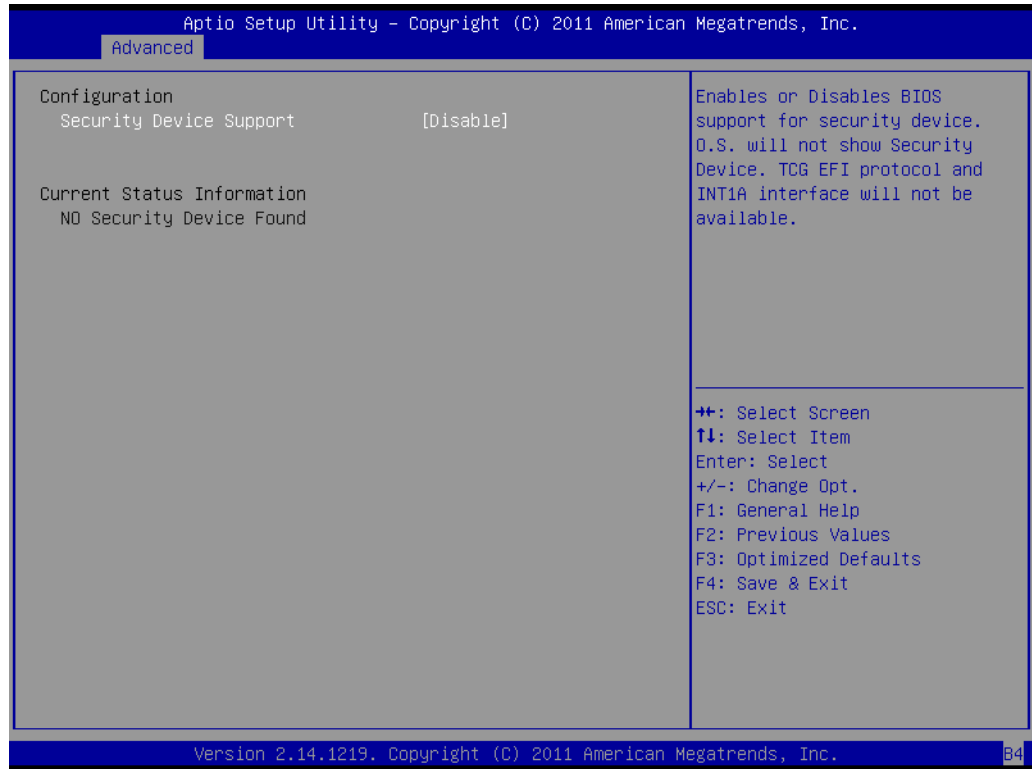 Aptio Setup Utility – Copyright (C) 2011 American Megatrends, Inc.
Advanced
Configuration
Security Device Support [Disable]
Current Status Information
NO Security Device Found
Enables or Disables BIOS
support for security device.
O.S. will not show Security
Device. TCG EFI protocol and
INT1A interface will not be
available.
→←: Select Screen
↑↓: Select Item
Enter: Select
+/-: Change Opt.
F1: General Help
F2: Previous Values
F3: Optimized Defaults
F4: Save & Exit
ESC: Exit
Version 2.14.1219. Copyright (C) 2011 American Megatrends, Inc.
B4